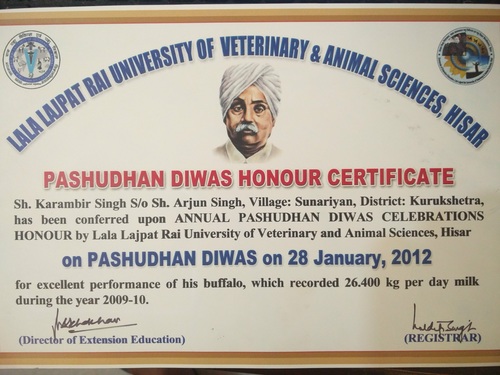 LALA LAJPAT RAI UNIVERSITY OF VETERINARY & ANIMAL SCIENCES, HISAR
PASHUDHAN DIWAS HONOUR CERTIFICATE
Sh. Karambir Singh S/o Sh. Arjun Singh, Village: Sunariyan, District: Kurukshetra,
has been conferred upon ANNUAL PASHUDHAN DIWAS CELEBRATIONS
HONOUR by Lala Lajpat Rai University of Veterinary and Animal Sciences, Hisar
on PASHUDHAN DIWAS on 28 January, 2012
for excellent performance of his buffalo, which recorded 26.400 kg per day milk
during the year 2009-10.
(Director of Extension Education)
(REGISTRAR)